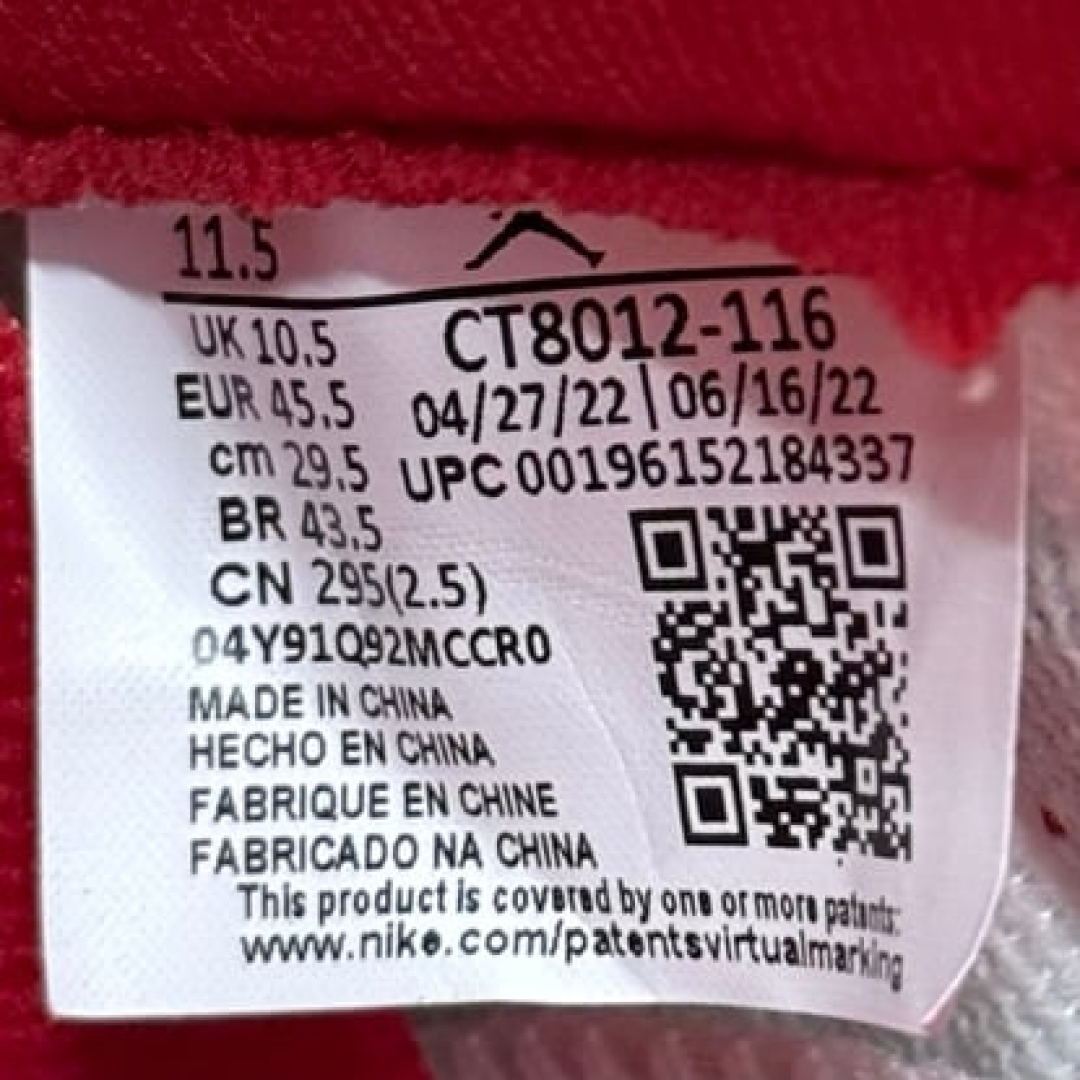 11.5
UK 10.5
EUR 45.5
cm 29.5
BR 43.5
CN 295(2.5)
CT8012-116
04/27/22 | 06/16/22
UPC 00196152184337
04Y91Q92MCCR0
MADE IN CHINA
HECHO EN CHINA
FABRIQUE EN CHINE
FABRICADO NA CHINA
This product is covered by one or more patents:
www.nike.com/patentsvirtualmarking